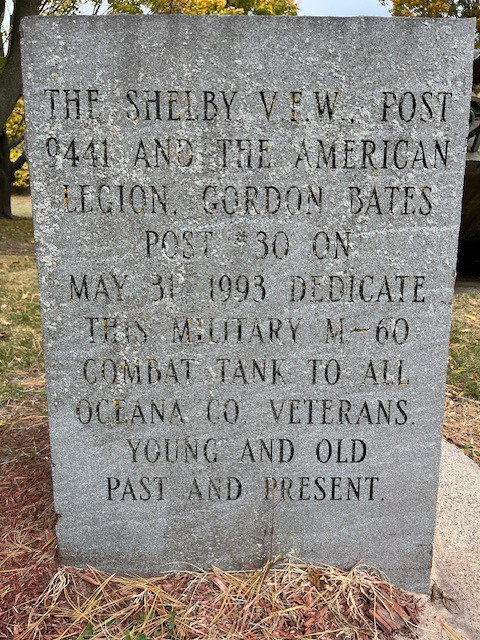 THE SHELBY V.F.W., POST
9441 AND THE AMERICAN
LEGION, GORDON BATES
POST #30 ON
MAY 31, 1993 DEDICATE
THIS MILITARY M-60
COMBAT TANK TO ALL
OCEANA CO. VETERANS.
YOUNG AND OLD
PAST AND PRESENT.